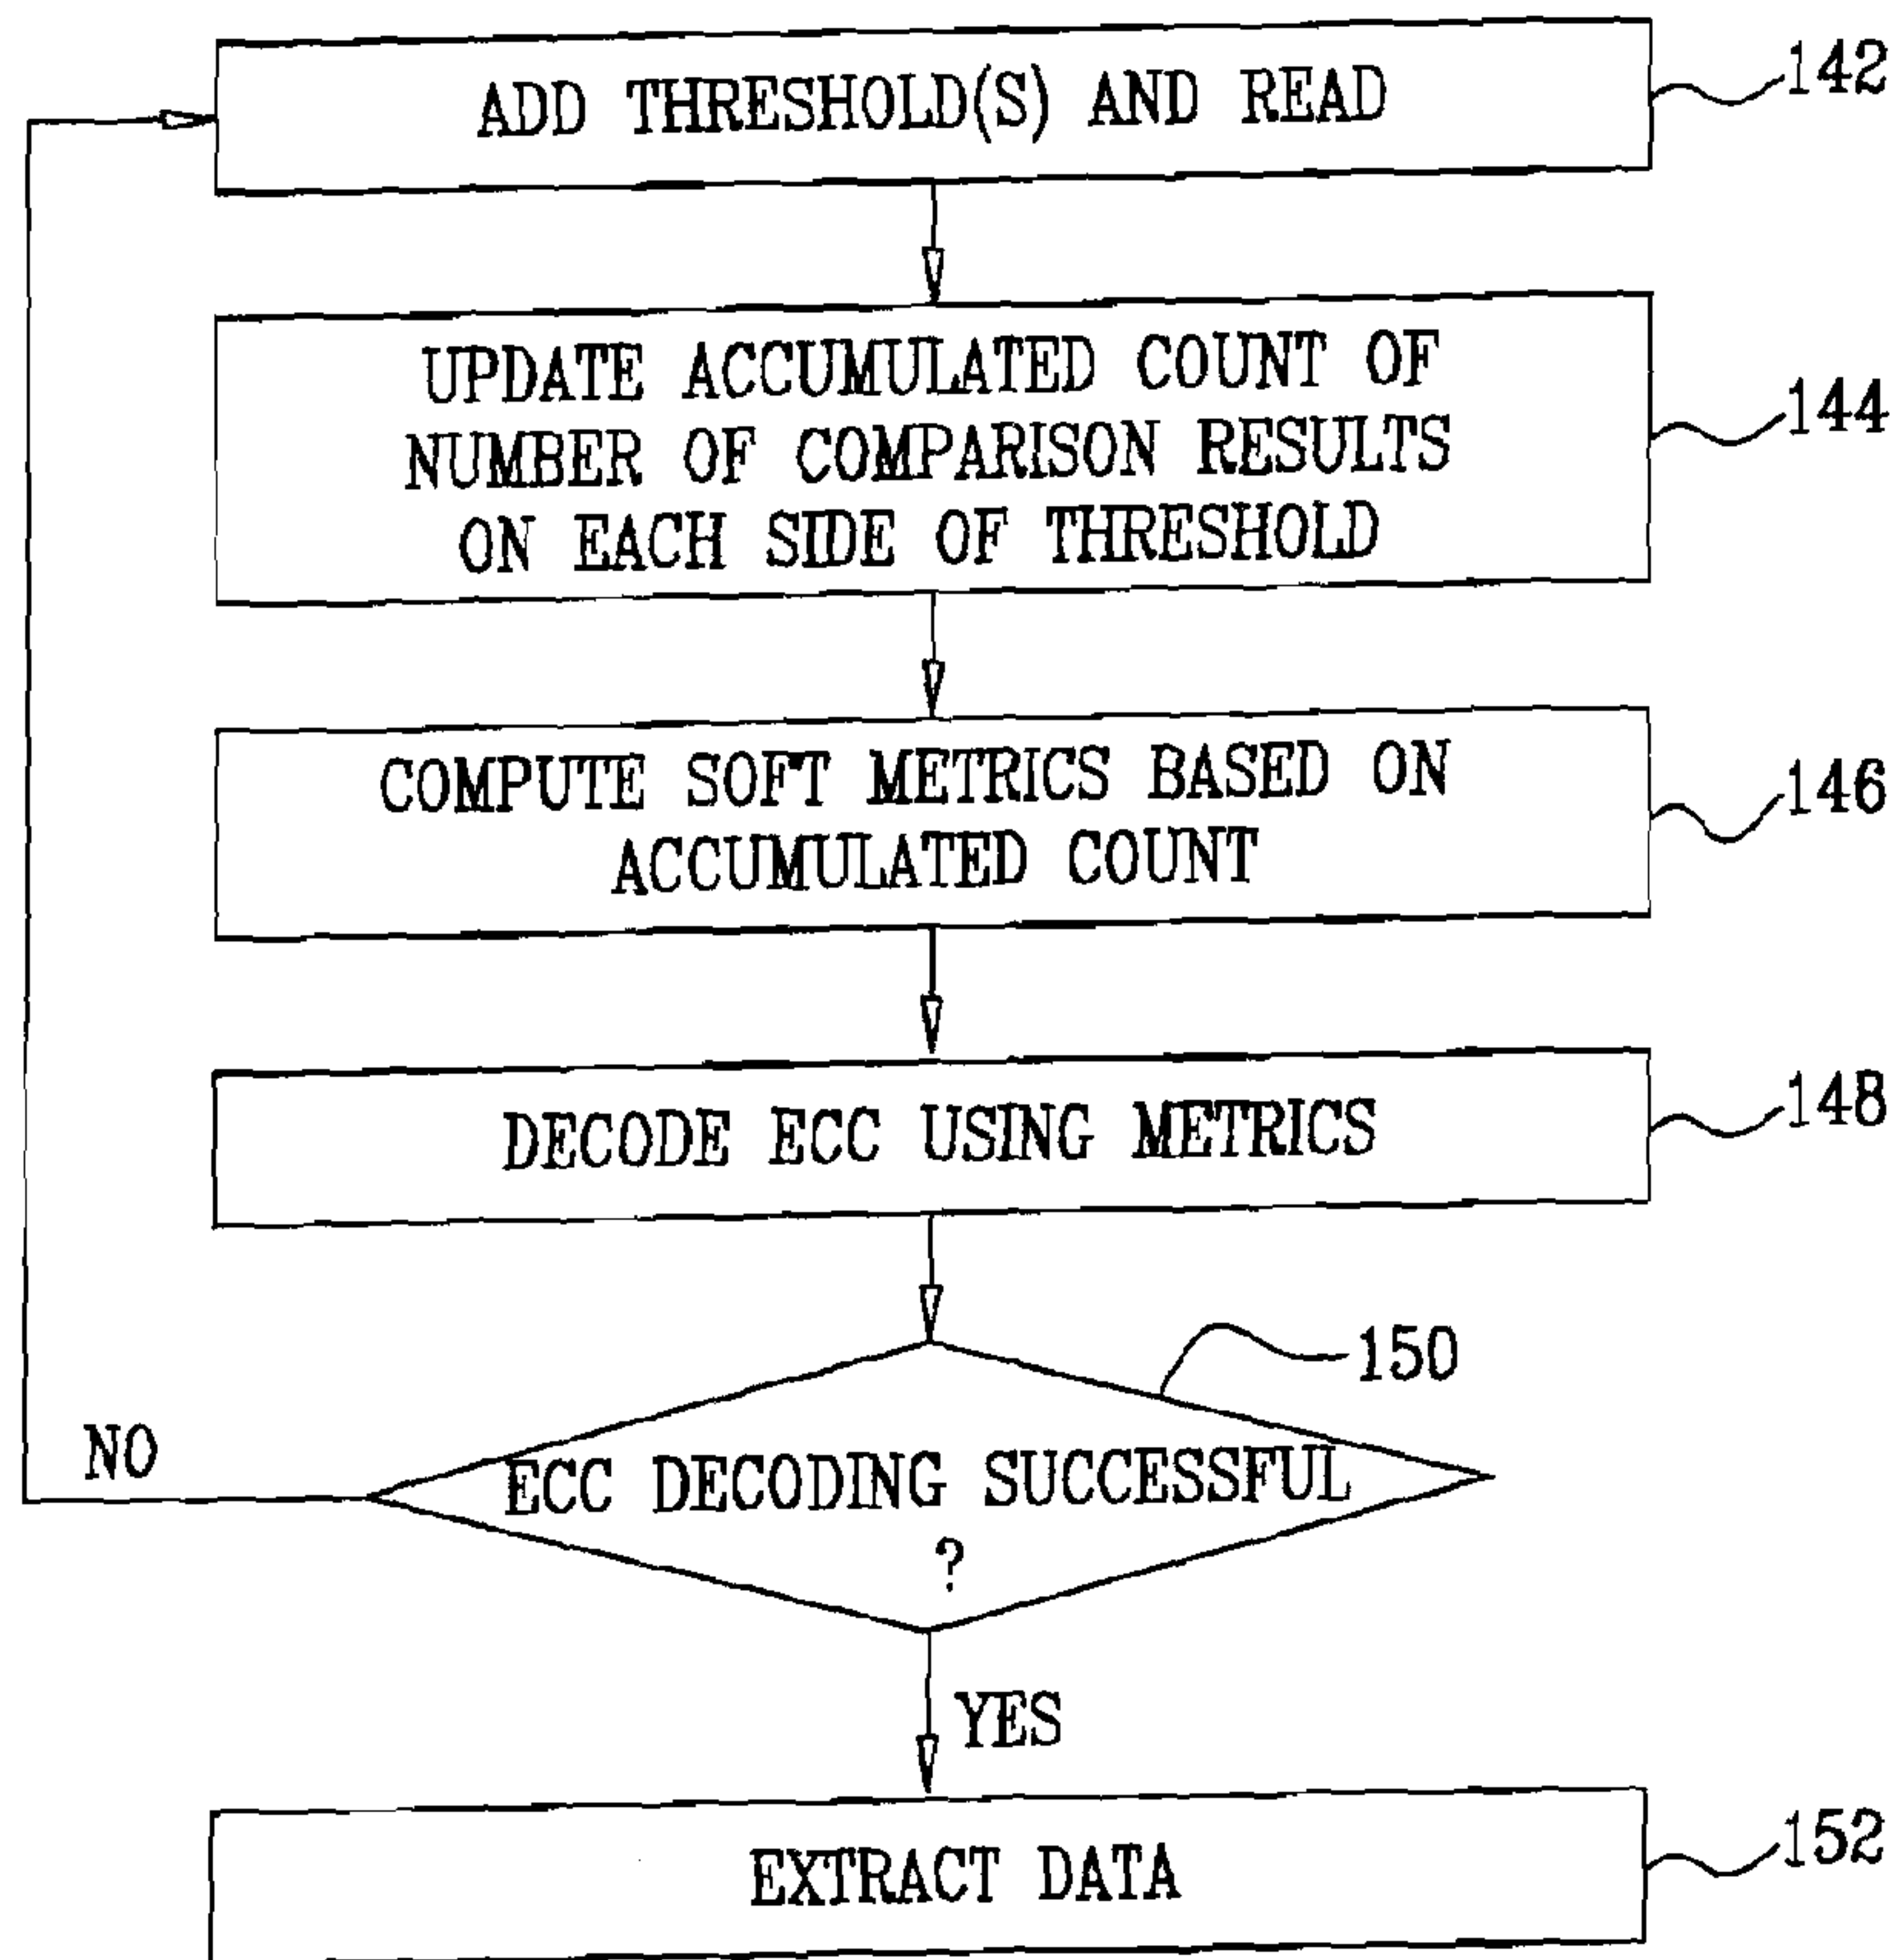 ADD THRESHOLD(S) AND READ
142
UPDATE ACCUMULATED COUNT OF
NUMBER OF COMPARISON RESULTS
ON EACH SIDE OF THRESHOLD
144
COMPUTE SOFT METRICS BASED ON
ACCUMULATED COUNT
146
DECODE ECC USING METRICS
148
150
ECC DECODING SUCCESSFUL
?
NO
YES
EXTRACT DATA
152